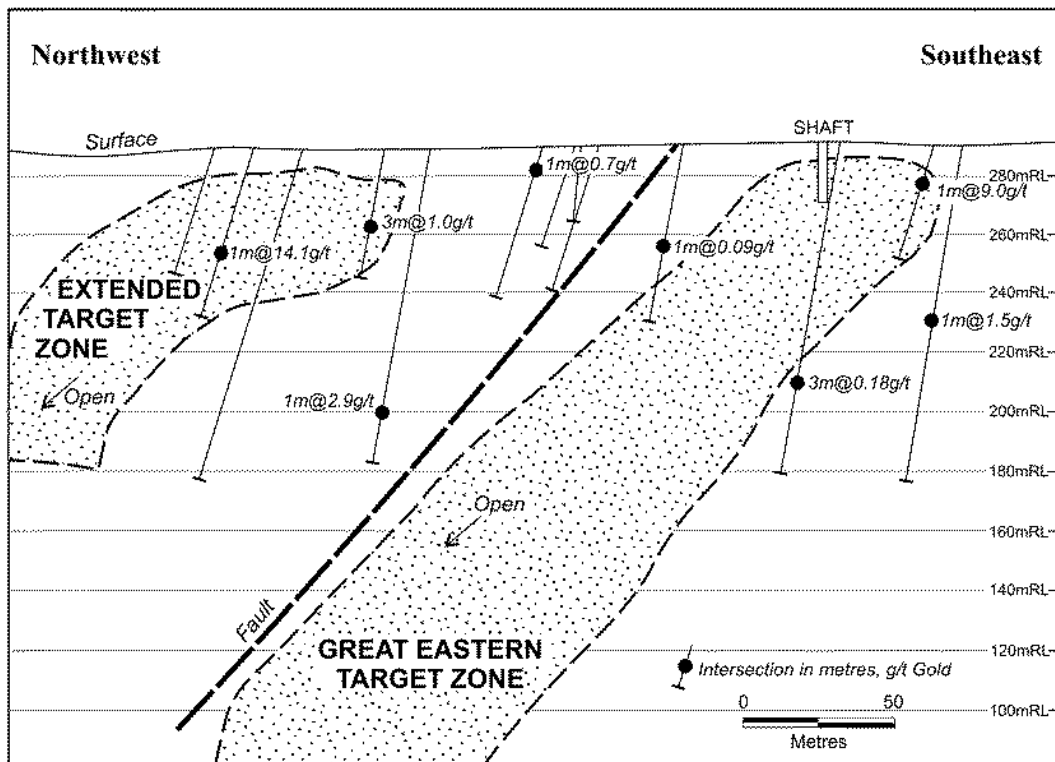 Northwest
Southeast
Surface
SHAFT
1m@0.7g/t
280mRL
1m@9.0g/t
3m@1.0g/t
260mRL
1m@14.1g/t
1m@0.09g/t
EXTENDED
TARGET
ZONE
240mRL
1m@1.5g/t
220mRL
3m@0.18g/t
Open
1m@2.9g/t
200mRL
180mRL
Open
160mRL
140mRL
Fault
GREAT EASTERN
TARGET ZONE
120mRL
Intersection in metres, g/t Gold
0 50
100mRL
Metres